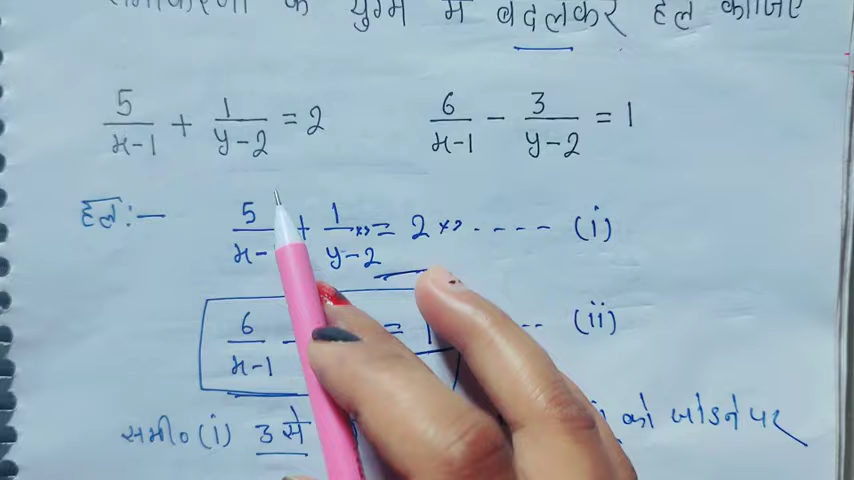 के युग्म में बदलकर हल कीजिए
5/(x-1) + 1/(y-2) = 2    6/(x-1) - 3/(y-2) = 1
हल:- 5/x- + 1/(y-2) = 2 ---- (i)
6/(x-1) - = 1 -- (ii)
समी० (i) 3 से को जोडने पर